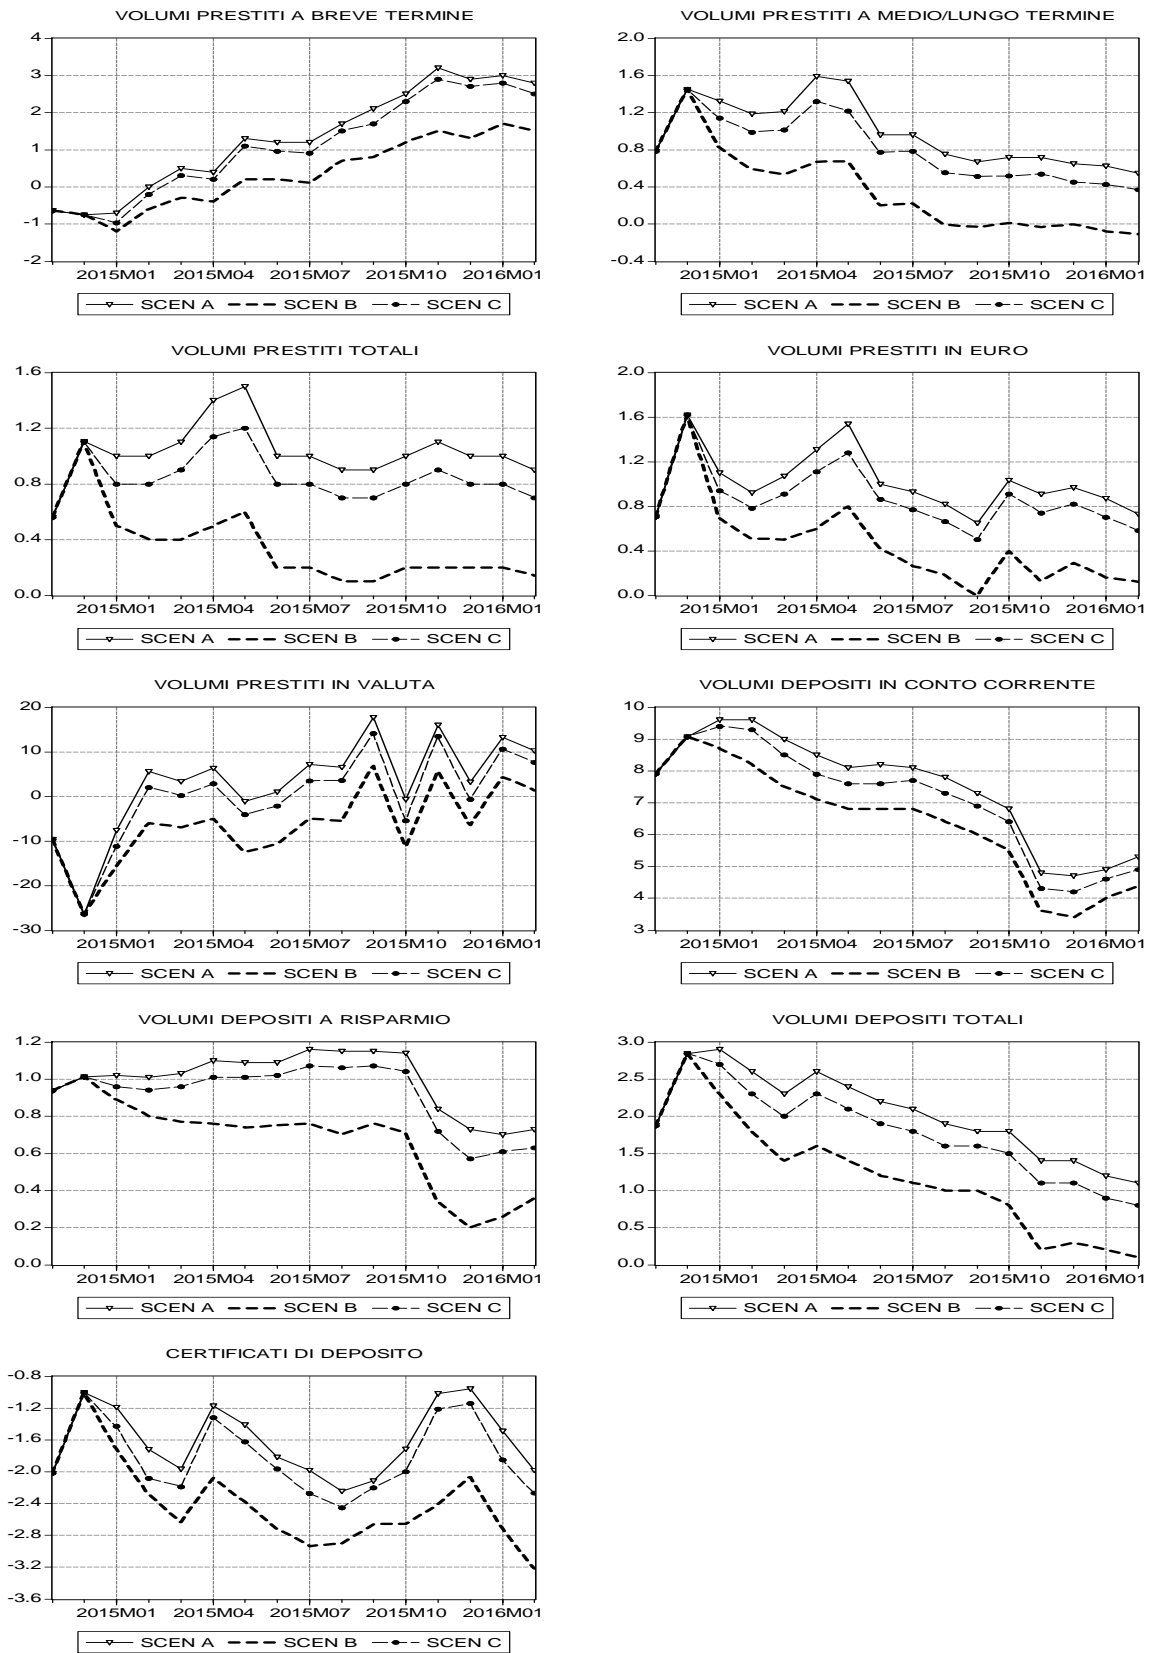 VOLUMI PRESTITI A BREVE TERMINE
4
3
2
1
0
-1
-2
2015M01 2015M04 2015M07 2015M10 2016M01
SCEN A SCEN B SCEN C
VOLUMI PRESTITI A MEDIO/LUNGO TERMINE
2.0
1.6
1.2
0.8
0.4
0.0
-0.4
2015M01 2015M04 2015M07 2015M10 2016M01
SCEN A SCEN B SCEN C
VOLUMI PRESTITI TOTALI
1.6
1.2
0.8
0.4
0.0
2015M01 2015M04 2015M07 2015M10 2016M01
SCEN A SCEN B SCEN C
VOLUMI PRESTITI IN EURO
2.0
1.6
1.2
0.8
0.4
0.0
2015M01 2015M04 2015M07 2015M10 2016M01
SCEN A SCEN B SCEN C
VOLUMI PRESTITI IN VALUTA
20
10
0
-10
-20
-30
2015M01 2015M04 2015M07 2015M10 2016M01
SCEN A SCEN B SCEN C
VOLUMI DEPOSITI IN CONTO CORRENTE
10
9
8
7
6
5
4
3
2015M01 2015M04 2015M07 2015M10 2016M01
SCEN A SCEN B SCEN C
VOLUMI DEPOSITI A RISPARMIO
1.2
1.0
0.8
0.6
0.4
0.2
0.0
2015M01 2015M04 2015M07 2015M10 2016M01
SCEN A SCEN B SCEN C
VOLUMI DEPOSITI TOTALI
3.0
2.5
2.0
1.5
1.0
0.5
0.0
2015M01 2015M04 2015M07 2015M10 2016M01
SCEN A SCEN B SCEN C
CERTIFICATI DI DEPOSITO
-0.8
-1.2
-1.6
-2.0
-2.4
-2.8
-3.2
-3.6
2015M01 2015M04 2015M07 2015M10 2016M01
SCEN A SCEN B SCEN C